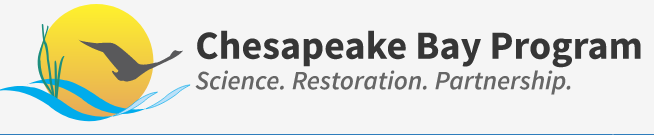 Chesapeake Bay Program
Science. Restoration. Partnership.